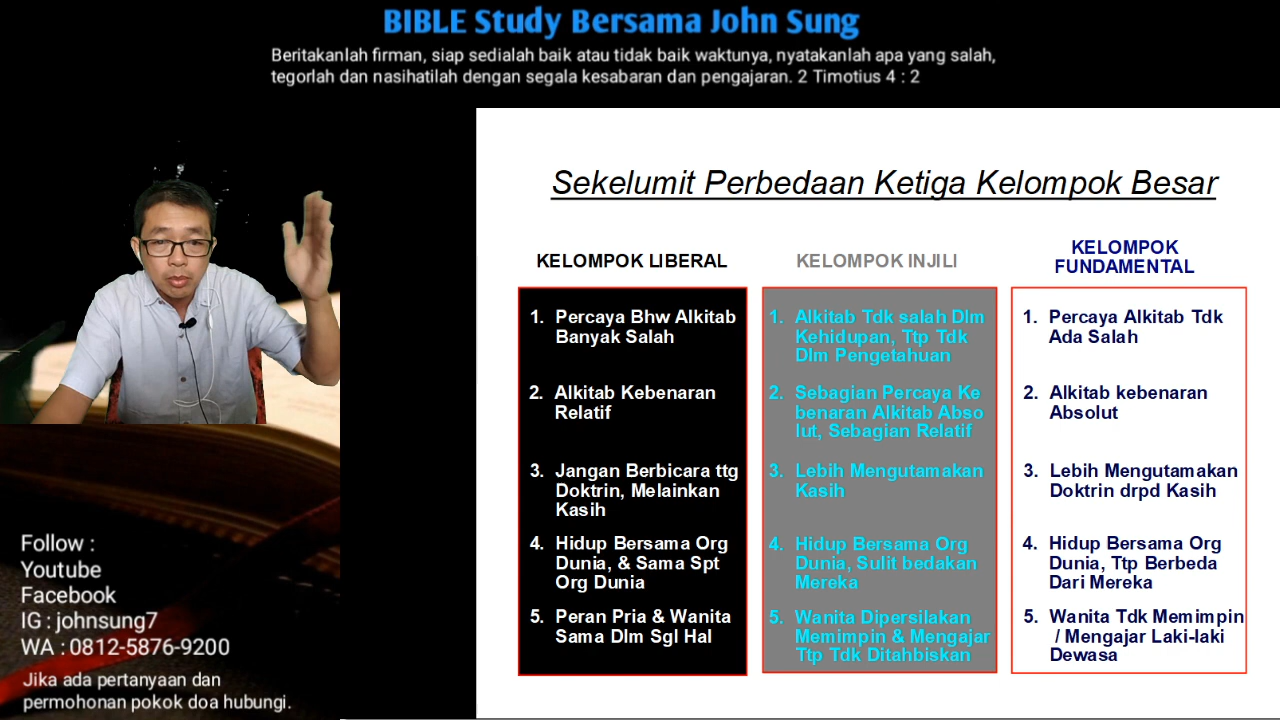 BIBLE Study Bersama John Sung
Beritakanlah firman, siap sedialah baik atau tidak baik waktunya, nyatakanlah apa yang salah,
tegorlah dan nasihatilah dengan segala kesabaran dan pengajaran. 2 Timotius 4 : 2
Sekelumit Perbedaan Ketiga Kelompok Besar
KELOMPOK LIBERAL
1. Percaya Bhw Alkitab
Banyak Salah
2. Alkitab Kebenaran
Relatif
3. Jangan Berbicara ttg
Doktrin, Melainkan
Kasih
4. Hidup Bersama Org
Dunia, & Sama Spt
Org Dunia
5. Peran Pria & Wanita
Sama Dlm Sgl Hal
KELOMPOK INJILI
1. Alkitab Tdk salah Dlm
Kehidupan, Ttp Tdk
Dlm Pengetahuan
2. Sebagian Percaya Ke
benaran Alkitab Abso
lut, Sebagian Relatif
3. Lebih Mengutamakan
Kasih
4. Hidup Bersama Org
Dunia, Sulit bedakan
Mereka
5. Wanita Dipersilakan
Memimpin & Mengajar
Ttp Tdk Ditahbiskan
KELOMPOK
FUNDAMENTAL
1. Percaya Alkitab Tdk
Ada Salah
2. Alkitab kebenaran
Absolut
3. Lebih Mengutamakan
Doktrin drpd Kasih
4. Hidup Bersama Org
Dunia, Ttp Berbeda
Dari Mereka
5. Wanita Tdk Memimpin
/ Mengajar Laki-laki
Dewasa
Follow :
Youtube
Facebook
IG : johnsung7
WA : 0812-5876-9200
Jika ada pertanyaan dan
permohonan pokok doa hubungi.